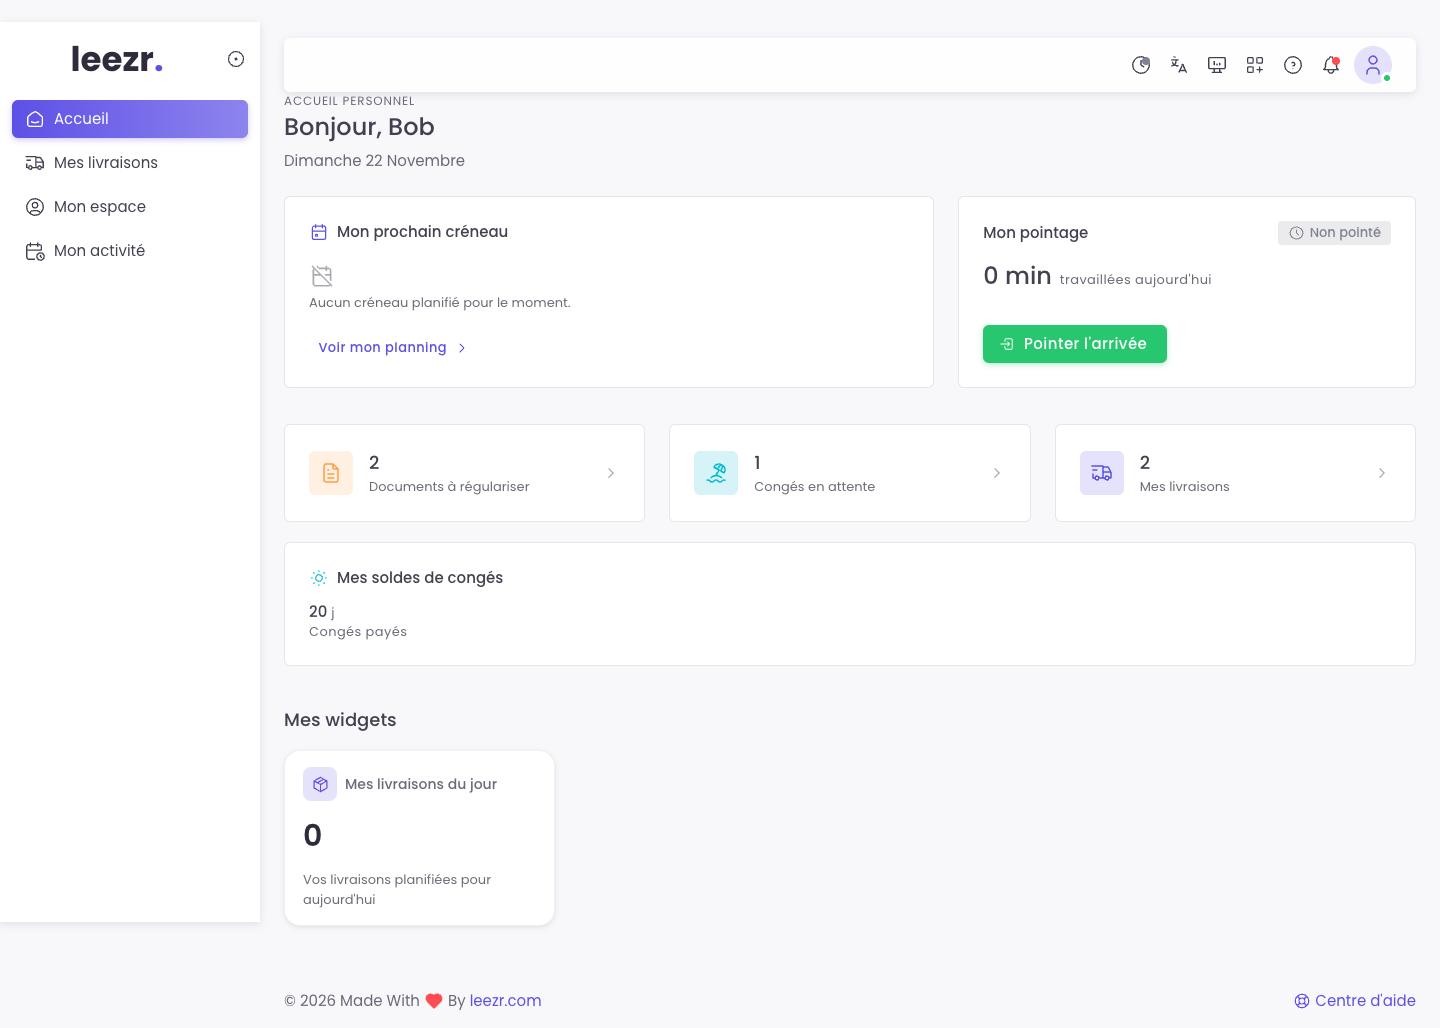 leezr.
Accueil
Mes livraisons
Mon espace
Mon activité
ACCUEIL PERSONNEL
Bonjour, Bob
Dimanche 22 Novembre
Mon prochain créneau
Aucun créneau planifié pour le moment.
Voir mon planning
Mon pointage
Non pointé
0 min travaillées aujourd'hui
Pointer l'arrivée
2
Documents à régulariser
1
Congés en attente
2
Mes livraisons
Mes soldes de congés
20 j
Congés payés
Mes widgets
Mes livraisons du jour
0
Vos livraisons planifiées pour
aujourd'hui
© 2026 Made With By leezr.com
Centre d'aide